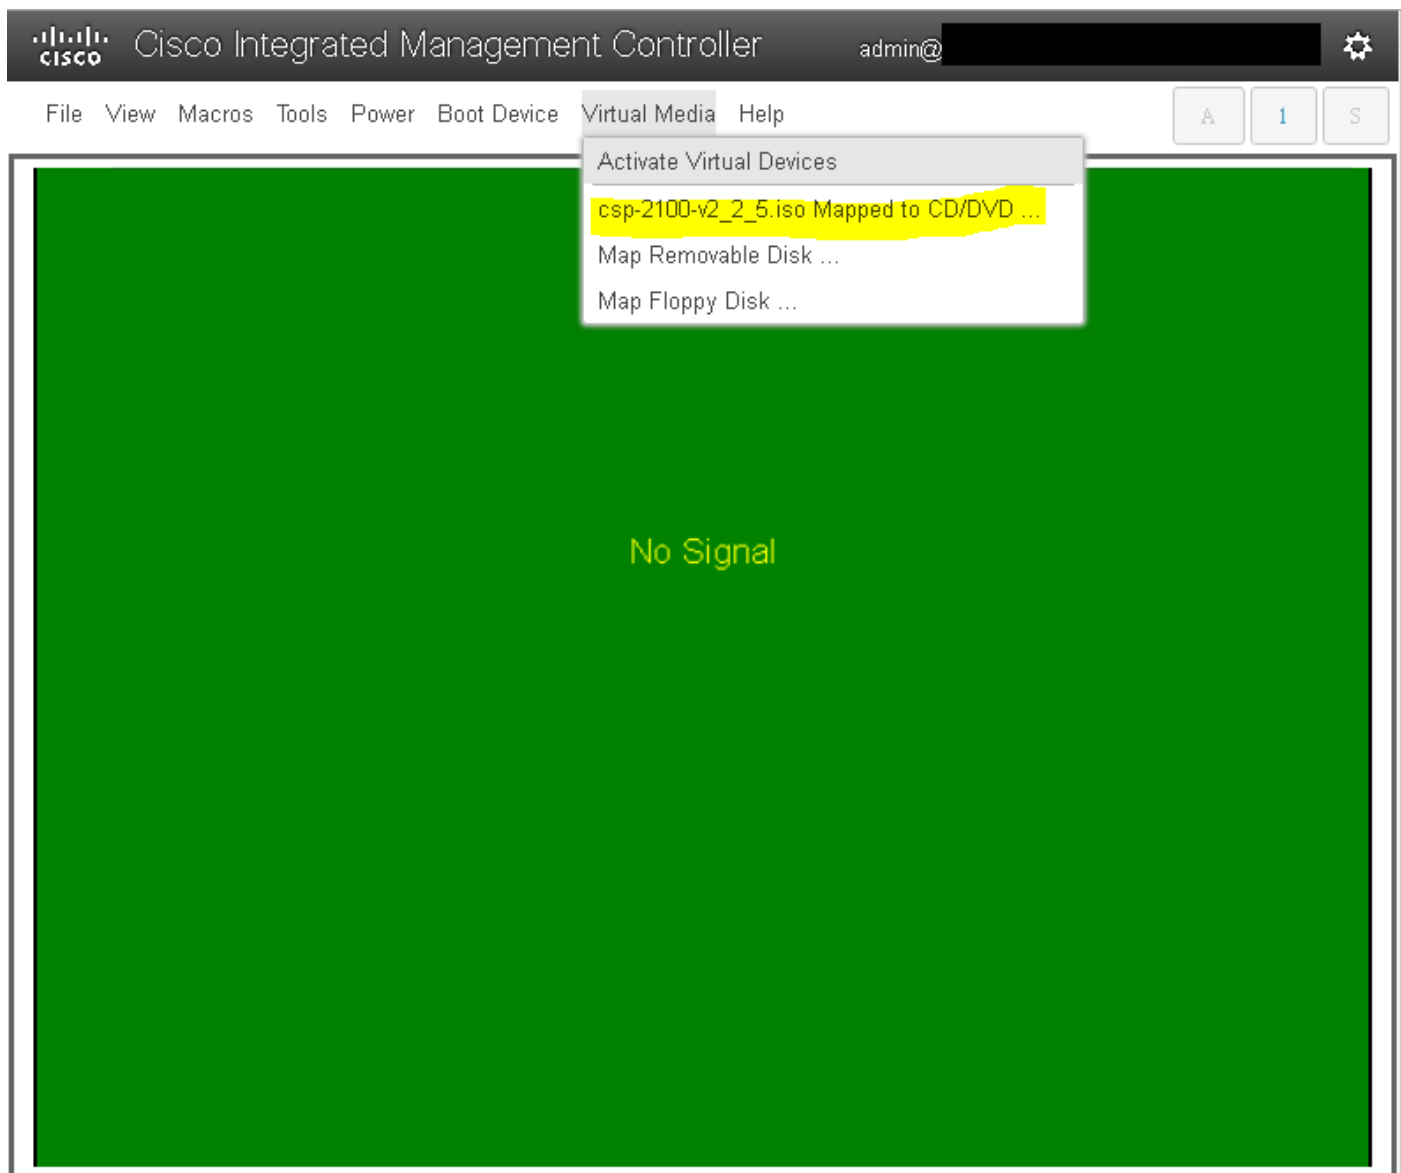 cisco Cisco Integrated Management Controller admin@
File View Macros Tools Power Boot Device Virtual Media Help A 1 S
Activate Virtual Devices
csp-2100-v2_2_5.iso Mapped to CD/DVD ...
Map Removable Disk ...
Map Floppy Disk ...
No Signal